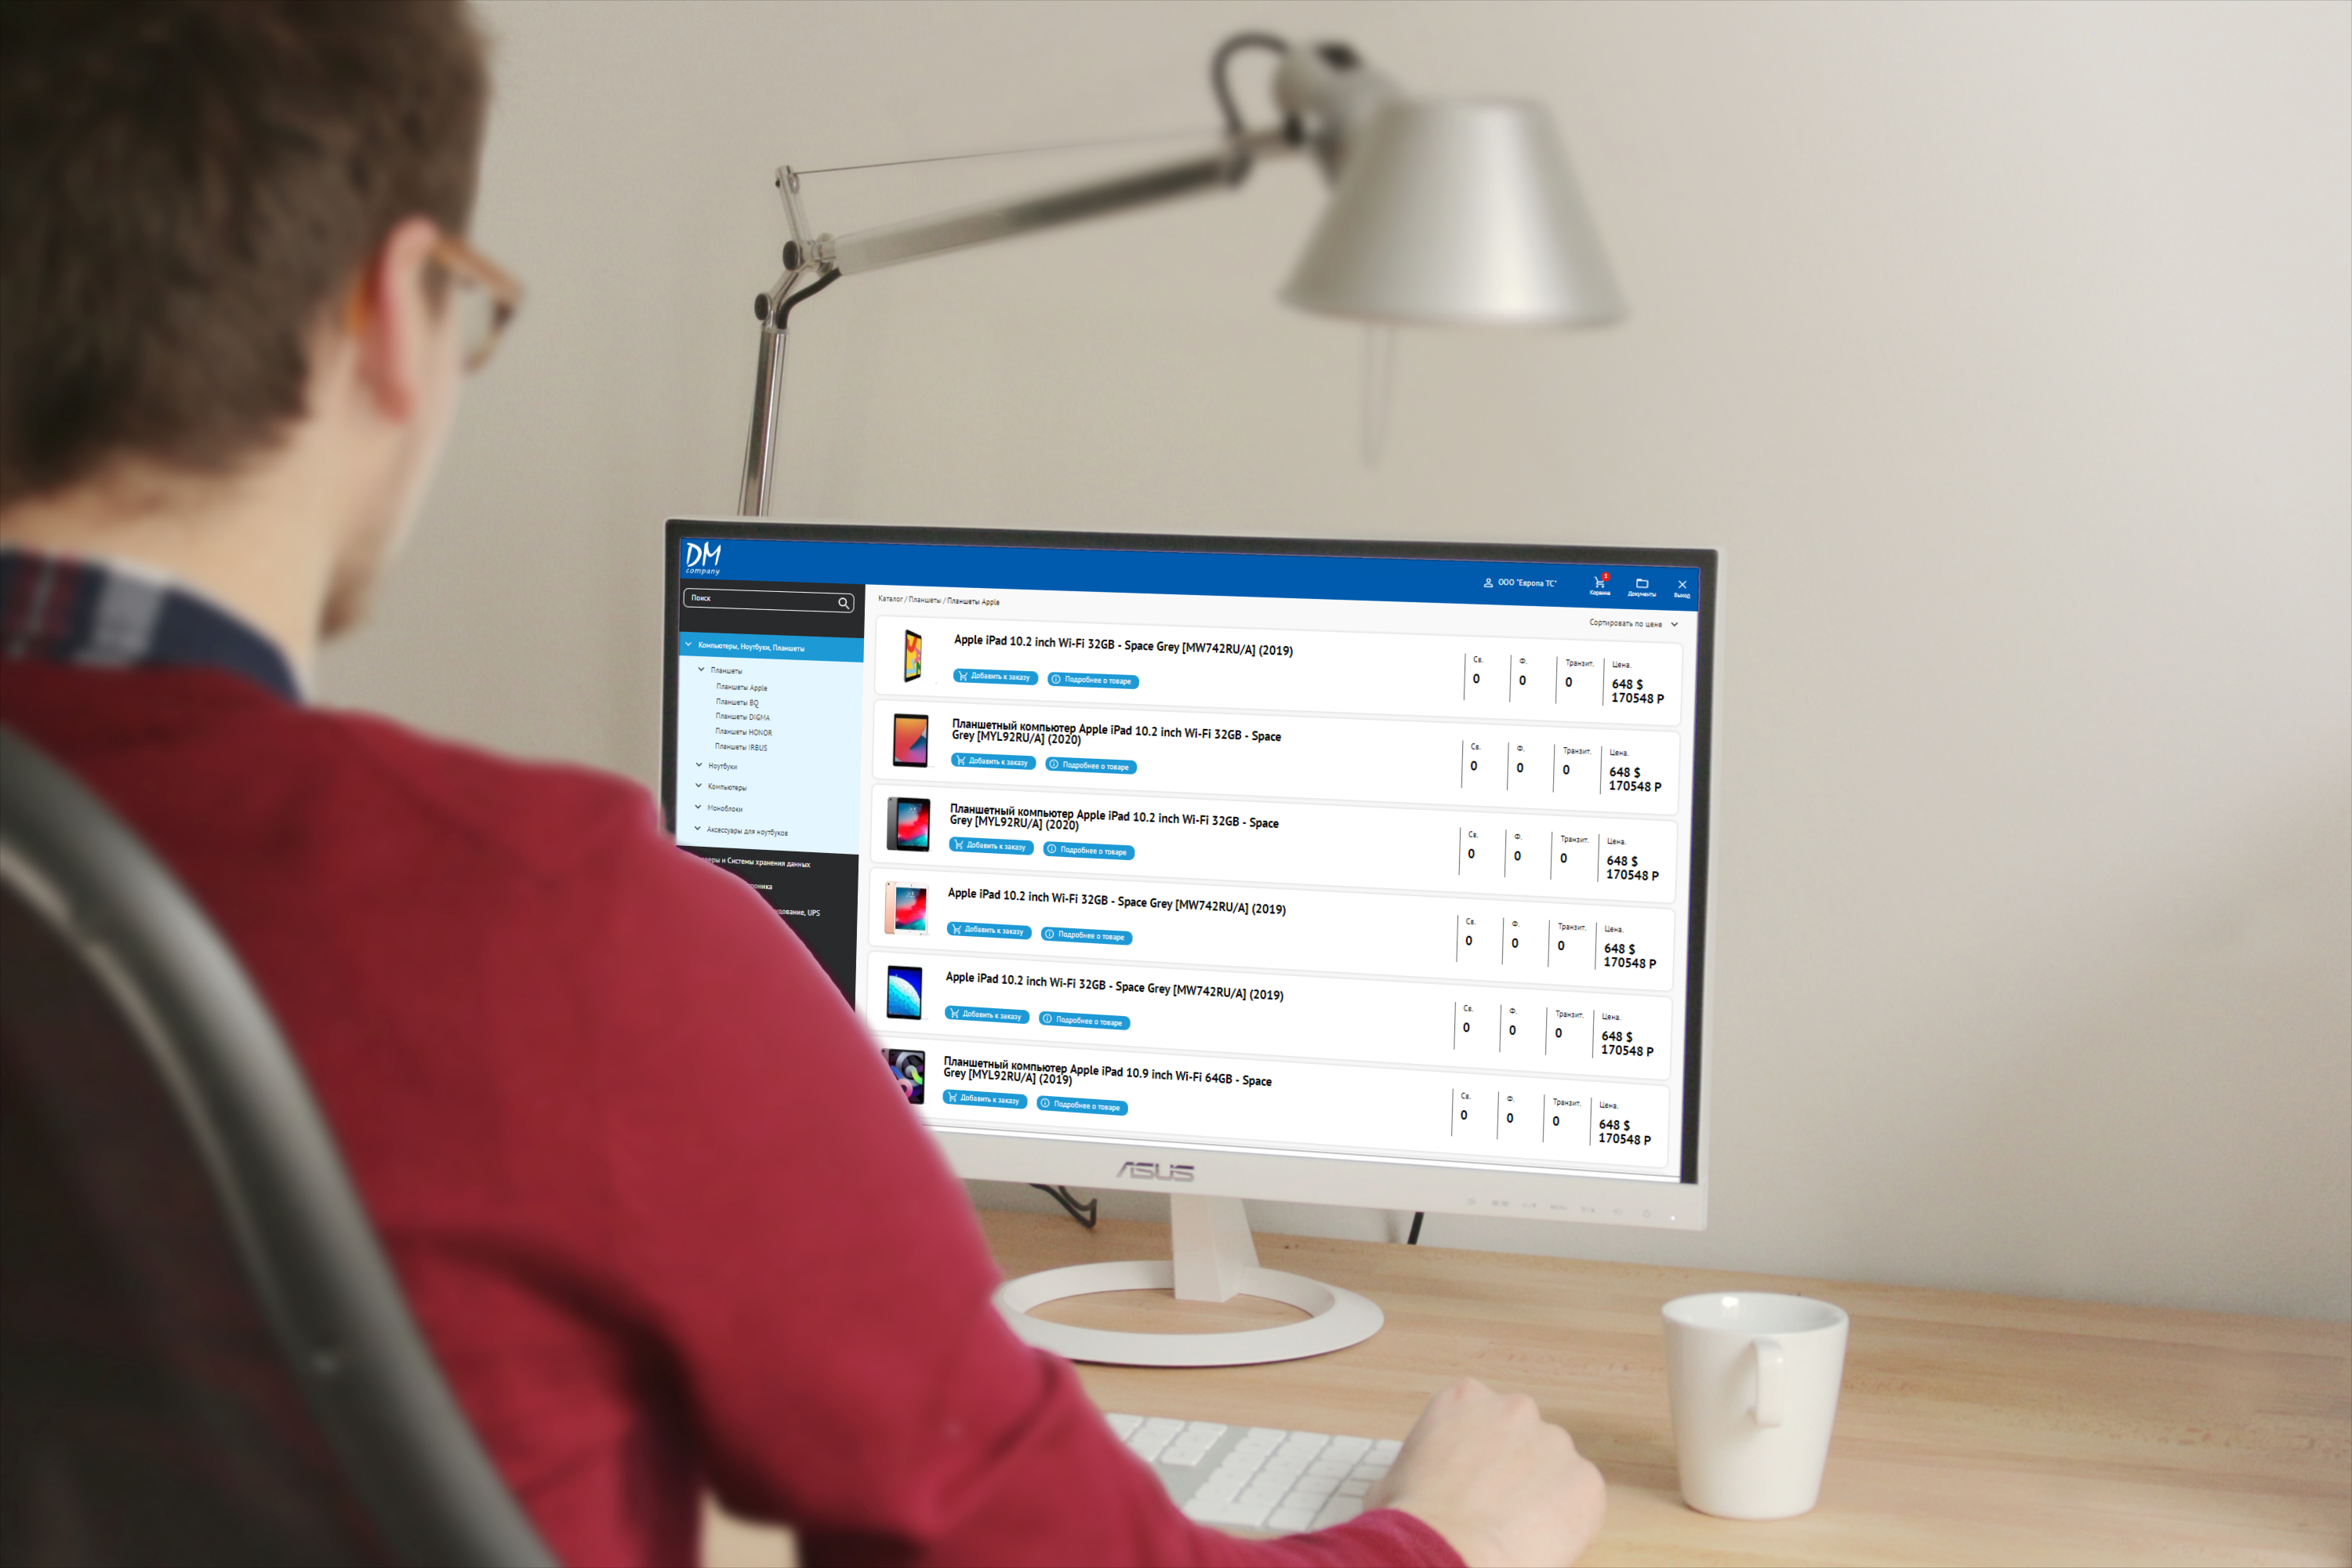 DM
company
ООО "Европа ТС"
1
Корзина
Документы
Выход
Поиск
Каталог / Планшеты / Планшеты Apple
Сортировать по цене
Компьютеры, Ноутбуки, Планшеты
Планшеты
Планшеты Apple
Планшеты BQ
Планшеты DIGMA
Планшеты HONOR
Планшеты IRBUS
Ноутбуки
Компьютеры
Моноблоки
Аксессуары для ноутбуков
и Системы хранения данных
UPS
Apple iPad 10.2 inch Wi-Fi 32GB - Space Grey [MW742RU/A] (2019)
Добавить к заказу
Подробнее о товаре
Св. Ф. Транзит. Цена.
0 0 0 648 $
170548 Р
Планшетный компьютер Apple iPad 10.2 inch Wi-Fi 32GB - Space
Grey [MYL92RU/A] (2020)
Добавить к заказу
Подробнее о товаре
Св. Ф. Транзит. Цена.
0 0 0 648 $
170548 Р
Планшетный компьютер Apple iPad 10.2 inch Wi-Fi 32GB - Space
Grey [MYL92RU/A] (2020)
Добавить к заказу
Подробнее о товаре
Св. Ф. Транзит. Цена.
0 0 0 648 $
170548 Р
Apple iPad 10.2 inch Wi-Fi 32GB - Space Grey [MW742RU/A] (2019)
Добавить к заказу
Подробнее о товаре
Св. Ф. Транзит. Цена.
0 0 0 648 $
170548 Р
Apple iPad 10.2 inch Wi-Fi 32GB - Space Grey [MW742RU/A] (2019)
Добавить к заказу
Подробнее о товаре
Св. Ф. Транзит. Цена.
0 0 0 648 $
170548 Р
Планшетный компьютер Apple iPad 10.9 inch Wi-Fi 64GB - Space
Grey [MYL92RU/A] (2019)
Добавить к заказу
Подробнее о товаре
Св. Ф. Транзит. Цена.
0 0 0 648 $
170548 Р
ASUS